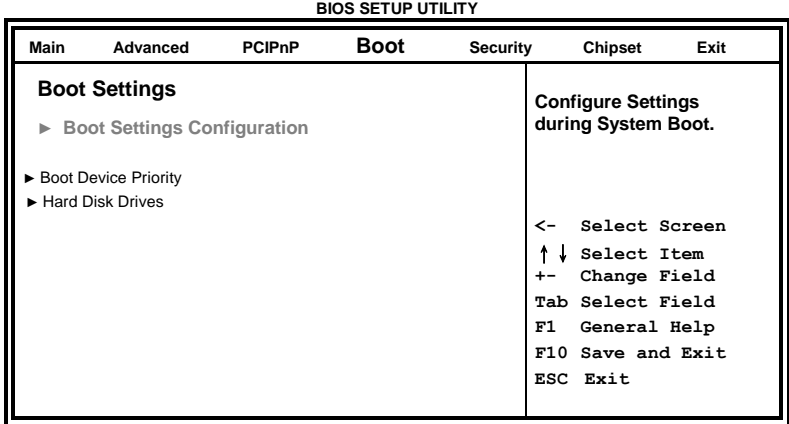 BIOS SETUP UTILITY
Main Advanced PCIPnP Boot Security Chipset Exit
Boot Settings
► Boot Settings Configuration
► Boot Device Priority
► Hard Disk Drives
Configure Settings
during System Boot.
<- Select Screen
↑↓ Select Item
+- Change Field
Tab Select Field
F1 General Help
F10 Save and Exit
ESC Exit